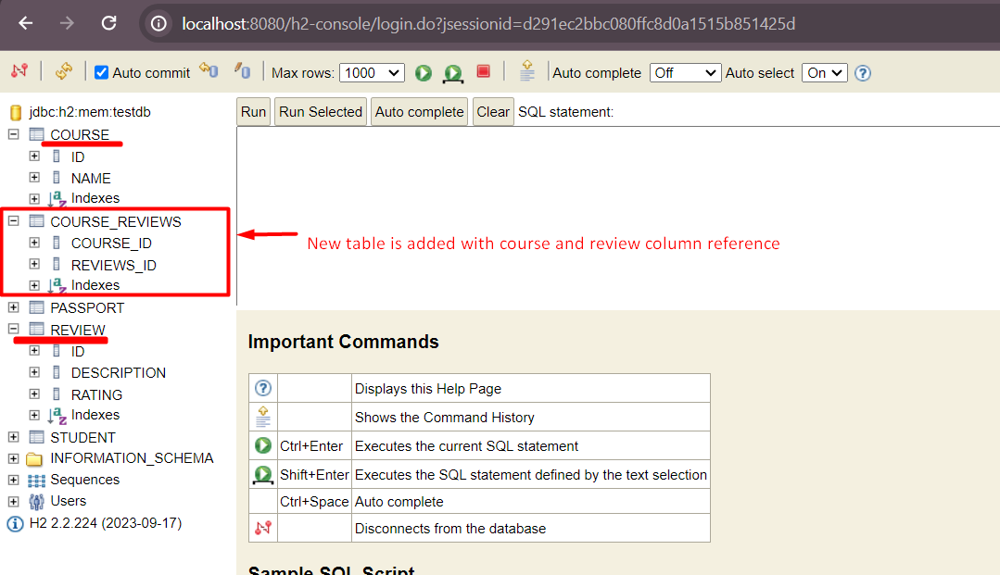 localhost:8080/h2-console/login.do?jsessionid=d291ec2bbc080ffc8d0a1515b851425d
Auto commit Max rows: 1000 Auto complete Off Auto select On
jdbc:h2:mem:testdb
COURSE
ID
NAME
Indexes
COURSE_REVIEWS
COURSE_ID
REVIEWS_ID
Indexes
PASSPORT
REVIEW
ID
DESCRIPTION
RATING
Indexes
STUDENT
INFORMATION_SCHEMA
Sequences
Users
H2 2.2.224 (2023-09-17)
Run Run Selected Auto complete Clear SQL statement:
New table is added with course and review column reference
Important Commands
Displays this Help Page
Shows the Command History
Ctrl+Enter Executes the current SQL statement
Shift+Enter Executes the SQL statement defined by the text selection
Ctrl+Space Auto complete
Disconnects from the database
Sample SQL Script